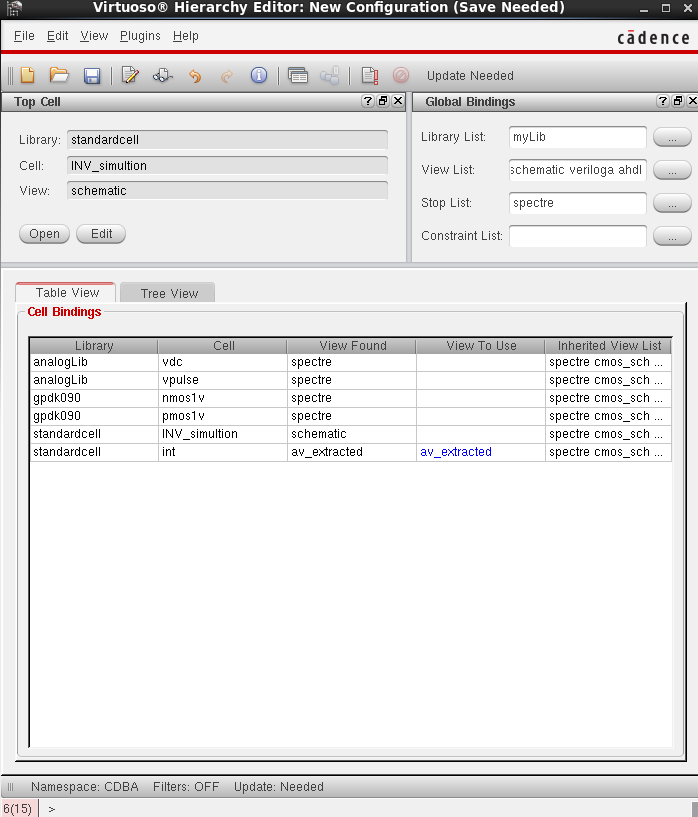 Virtuoso® Hierarchy Editor: New Configuration (Save Needed)
File Edit View Plugins Help
cādence
Update Needed
Top Cell
Library: standardcell
Cell: INV_simultion
View: schematic
Open Edit
Global Bindings
Library List: myLib ...
View List: schematic veriloga ahdl ...
Stop List: spectre ...
Constraint List: ...
Table View Tree View
Cell Bindings
Library Cell View Found View To Use Inherited View List
analogLib vdc spectre spectre cmos_sch ...
analogLib vpulse spectre spectre cmos_sch ...
gpdk090 nmos1v spectre spectre cmos_sch ...
gpdk090 pmos1v spectre spectre cmos_sch ...
standardcell INV_simultion schematic spectre cmos_sch ...
standardcell int av_extracted av_extracted spectre cmos_sch ...
Namespace: CDBA Filters: OFF Update: Needed
6(15) >